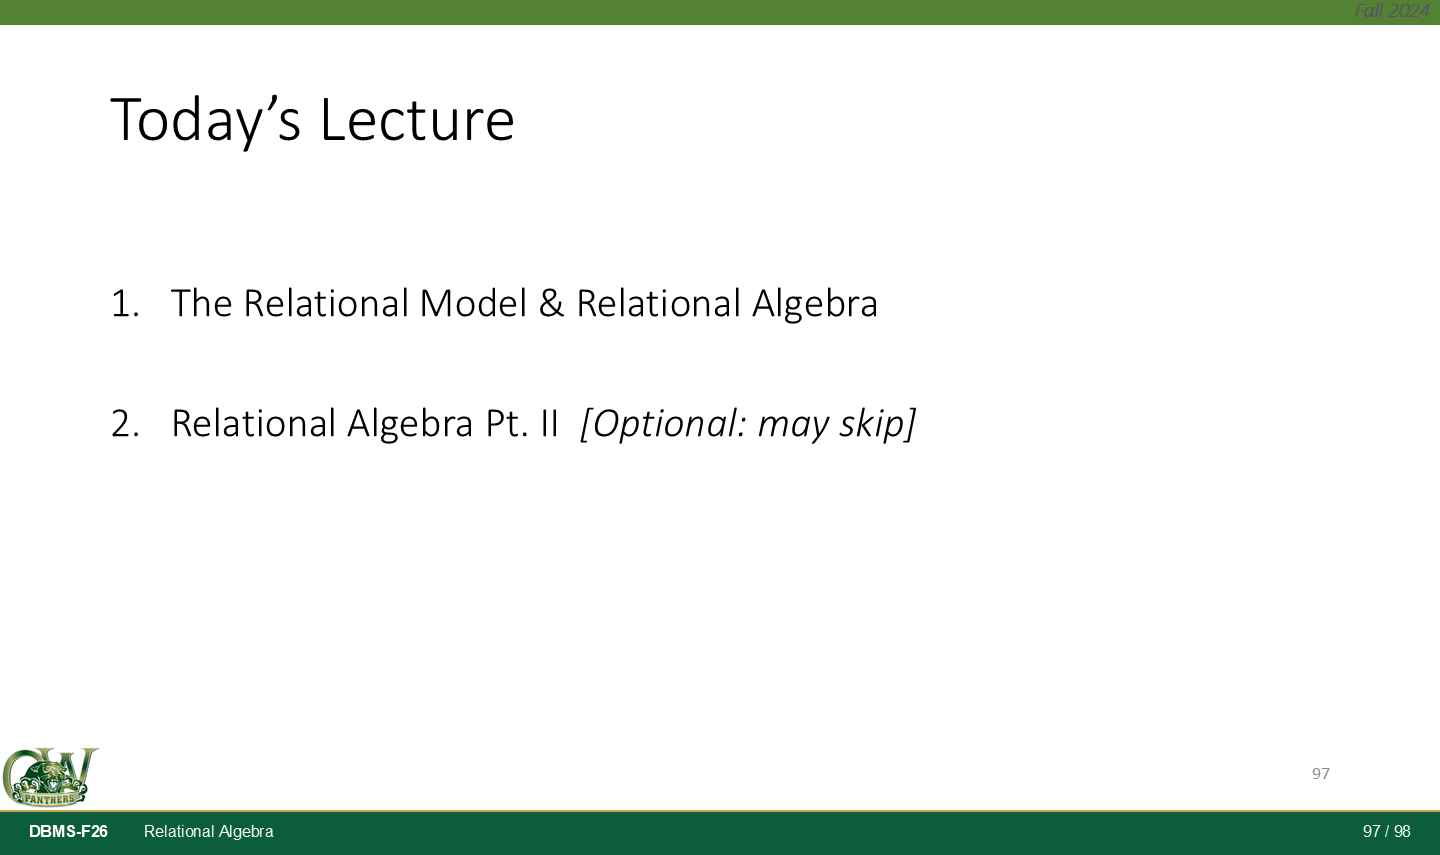 Fall 2024
Today’s Lecture
1. The Relational Model & Relational Algebra
2. Relational Algebra Pt. II [Optional: may skip]
OW
PANTHERS
97
DBMS-F26 Relational Algebra 97 / 98